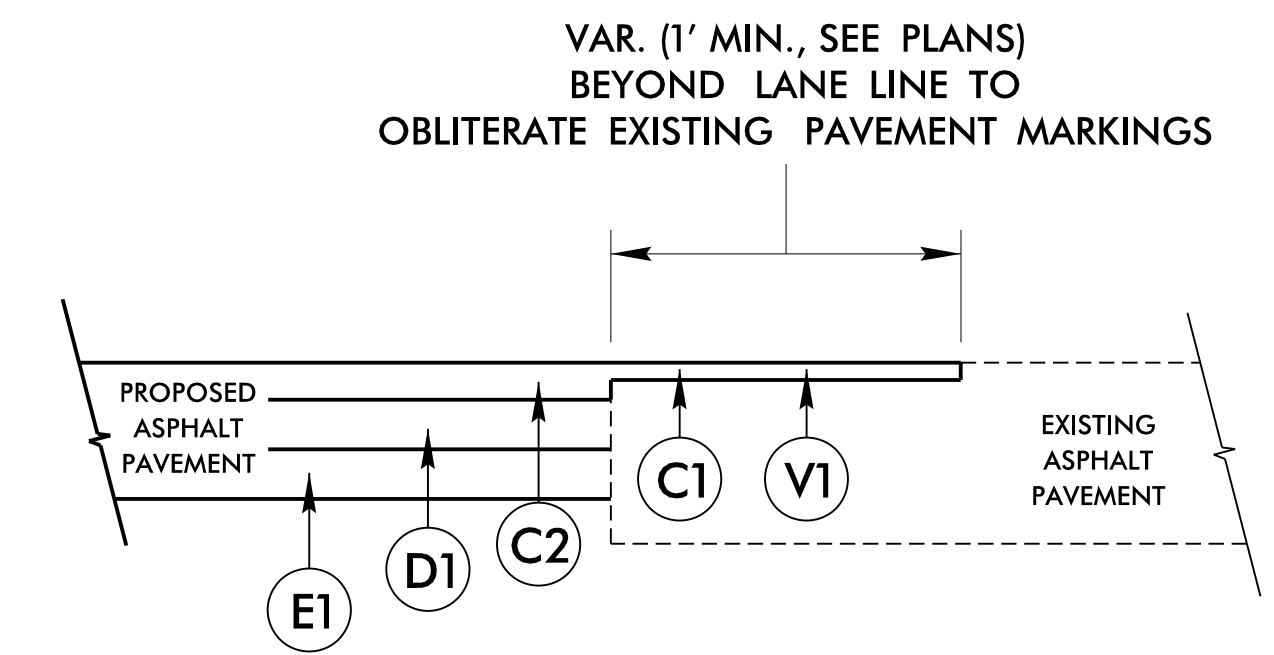 VAR. (1' MIN., SEE PLANS)
BEYOND LANE LINE TO
OBLITERATE EXISTING PAVEMENT MARKINGS
PROPOSED
ASPHALT
PAVEMENT
EXISTING
ASPHALT
PAVEMENT
C1
V1
C2
D1
E1